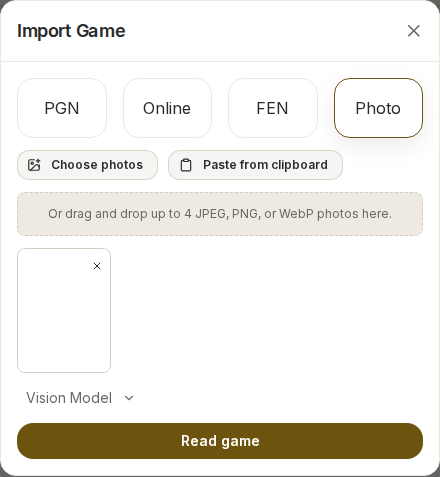 Import Game
PGN
Online
FEN
Photo
Choose photos
Paste from clipboard
Or drag and drop up to 4 JPEG, PNG, or WebP photos here.
Vision Model
Read game